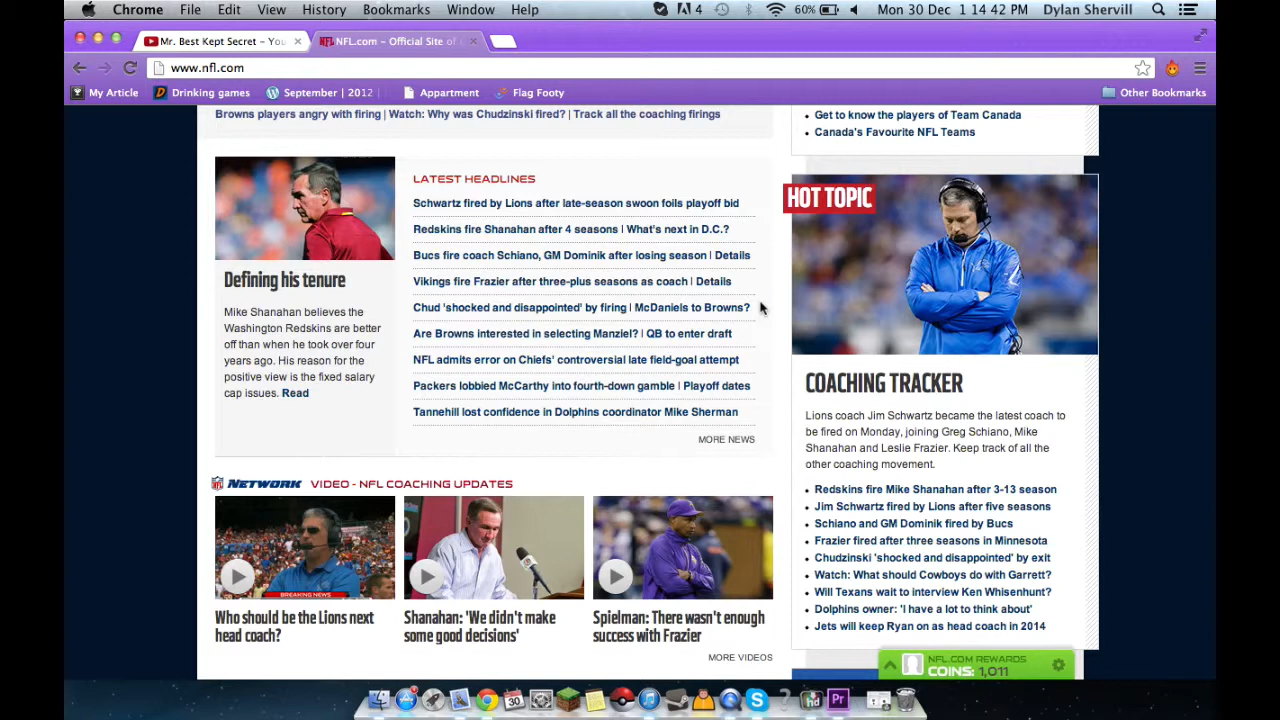 Chrome File Edit View History Bookmarks Window Help 4 60% Mon 30 Dec 1 14 42 PM Dylan Shervill
Mr. Best Kept Secret – You
NFL.com – Official Site of
www.nfl.com
My Article Drinking games September | 2012 Appartment Flag Footy Other Bookmarks
Browns players angry with firing | Watch: Why was Chudzinski fired? | Track all the coaching firings
Defining his tenure
Mike Shanahan believes the
Washington Redskins are better
off than when he took over four
years ago. His reason for the
positive view is the fixed salary
cap issues. Read
LATEST HEADLINES
Schwartz fired by Lions after late-season swoon foils playoff bid
Redskins fire Shanahan after 4 seasons | What's next in D.C.?
Bucs fire coach Schiano, GM Dominik after losing season | Details
Vikings fire Frazier after three-plus seasons as coach | Details
Chud 'shocked and disappointed' by firing | McDaniels to Browns?
Are Browns interested in selecting Manziel? | QB to enter draft
NFL admits error on Chiefs' controversial late field-goal attempt
Packers lobbied McCarthy into fourth-down gamble | Playoff dates
Tannehill lost confidence in Dolphins coordinator Mike Sherman
MORE NEWS
NETWORK VIDEO - NFL COACHING UPDATES
BREAKING NEWS
Who should be the Lions next
head coach?
Shanahan: 'We didn't make
some good decisions'
Spielman: There wasn't enough
success with Frazier
MORE VIDEOS
Get to know the players of Team Canada
Canada's Favourite NFL Teams
HOT TOPIC
COACHING TRACKER
Lions coach Jim Schwartz became the latest coach to
be fired on Monday, joining Greg Schiano, Mike
Shanahan and Leslie Frazier. Keep track of all the
other coaching movement.
Redskins fire Mike Shanahan after 3-13 season
Jim Schwartz fired by Lions after five seasons
Schiano and GM Dominik fired by Bucs
Frazier fired after three seasons in Minnesota
Chudzinski 'shocked and disappointed' by exit
Watch: What should Cowboys do with Garrett?
Will Texans wait to interview Ken Whisenhunt?
Dolphins owner: 'I have a lot to think about'
Jets will keep Ryan on as head coach in 2014
NFL.COM REWARDS
COINS: 1,011
30
hd
Pr